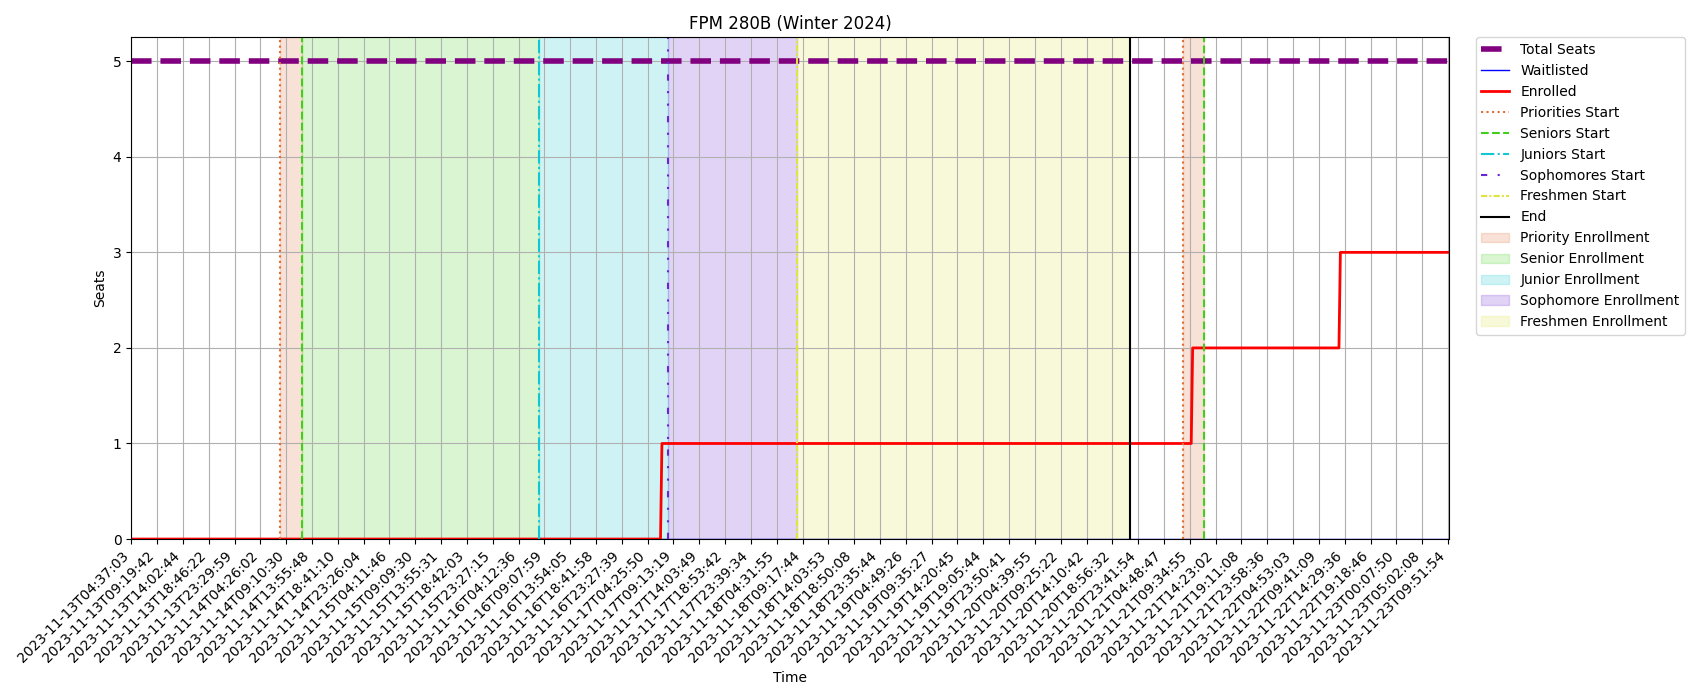 FPM 280B (Winter 2024)
5
4
3
2
1
0
Seats
2023-11-13T04:37:03
2023-11-13T09:19:42
2023-11-13T14:02:44
2023-11-13T18:46:22
2023-11-13T23:29:59
2023-11-14T04:26:02
2023-11-14T09:10:30
2023-11-14T13:55:48
2023-11-14T18:41:10
2023-11-14T23:26:04
2023-11-15T04:11:46
2023-11-15T09:09:30
2023-11-15T13:55:31
2023-11-15T18:42:03
2023-11-15T23:27:15
2023-11-16T04:12:36
2023-11-16T09:07:59
2023-11-16T13:54:05
2023-11-16T18:41:58
2023-11-16T23:27:39
2023-11-17T04:25:50
2023-11-17T09:13:19
2023-11-17T14:03:49
2023-11-17T18:53:42
2023-11-17T23:39:34
2023-11-18T04:31:55
2023-11-18T09:17:44
2023-11-18T14:03:53
2023-11-18T18:50:08
2023-11-18T23:35:44
2023-11-19T04:49:26
2023-11-19T09:35:27
2023-11-19T14:20:45
2023-11-19T19:05:44
2023-11-19T23:50:41
2023-11-20T04:39:55
2023-11-20T09:25:22
2023-11-20T14:10:42
2023-11-20T18:56:32
2023-11-20T23:41:54
2023-11-21T04:48:47
2023-11-21T09:34:55
2023-11-21T14:23:02
2023-11-21T19:11:08
2023-11-21T23:58:36
2023-11-22T04:53:03
2023-11-22T09:41:09
2023-11-22T14:29:36
2023-11-22T19:18:46
2023-11-23T00:07:50
2023-11-23T05:02:08
2023-11-23T09:51:54
Time
Total Seats
Waitlisted
Enrolled
Priorities Start
Seniors Start
Juniors Start
Sophomores Start
Freshmen Start
End
Priority Enrollment
Senior Enrollment
Junior Enrollment
Sophomore Enrollment
Freshmen Enrollment